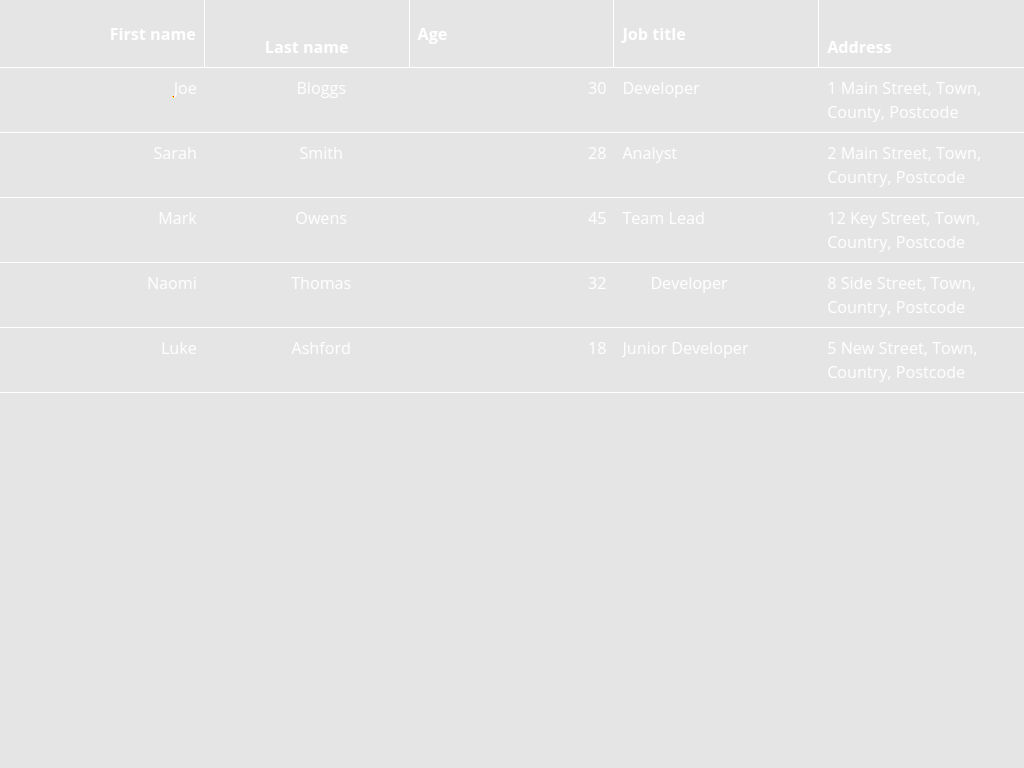 First name Last name Age Job title Address
Joe Bloggs 30 Developer 1 Main Street, Town,
County, Postcode
Sarah Smith 28 Analyst 2 Main Street, Town,
Country, Postcode
Mark Owens 45 Team Lead 12 Key Street, Town,
Country, Postcode
Naomi Thomas 32 Developer 8 Side Street, Town,
Country, Postcode
Luke Ashford 18 Junior Developer 5 New Street, Town,
Country, Postcode